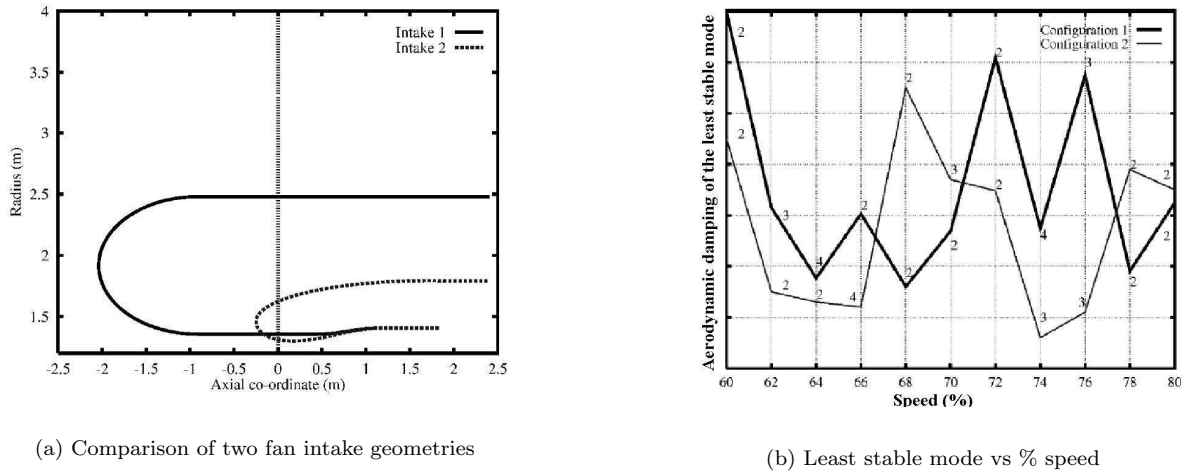 4
3.5
3
2.5
2
1.5
Radius (m)
Intake 1
Intake 2
-2.5 -2 -1.5 -1 -0.5 0 0.5 1 1.5 2 2.5
Axial co-ordinate (m)
(a) Comparison of two fan intake geometries
Aerodynamic damping of the least stable mode
Configuration 1
Configuration 2
2 3 4 2 2 2 2 4 3 2 2
2 2 2 4 2 3 2 3 3 2 2
60 62 64 66 68 70 72 74 76 78 80
Speed (%)
(b) Least stable mode vs % speed